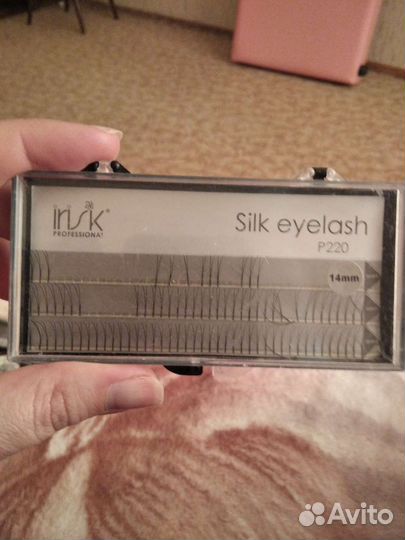 irisk
PROFESSIONAL
Silk eyelash
P220
14mm
Avito